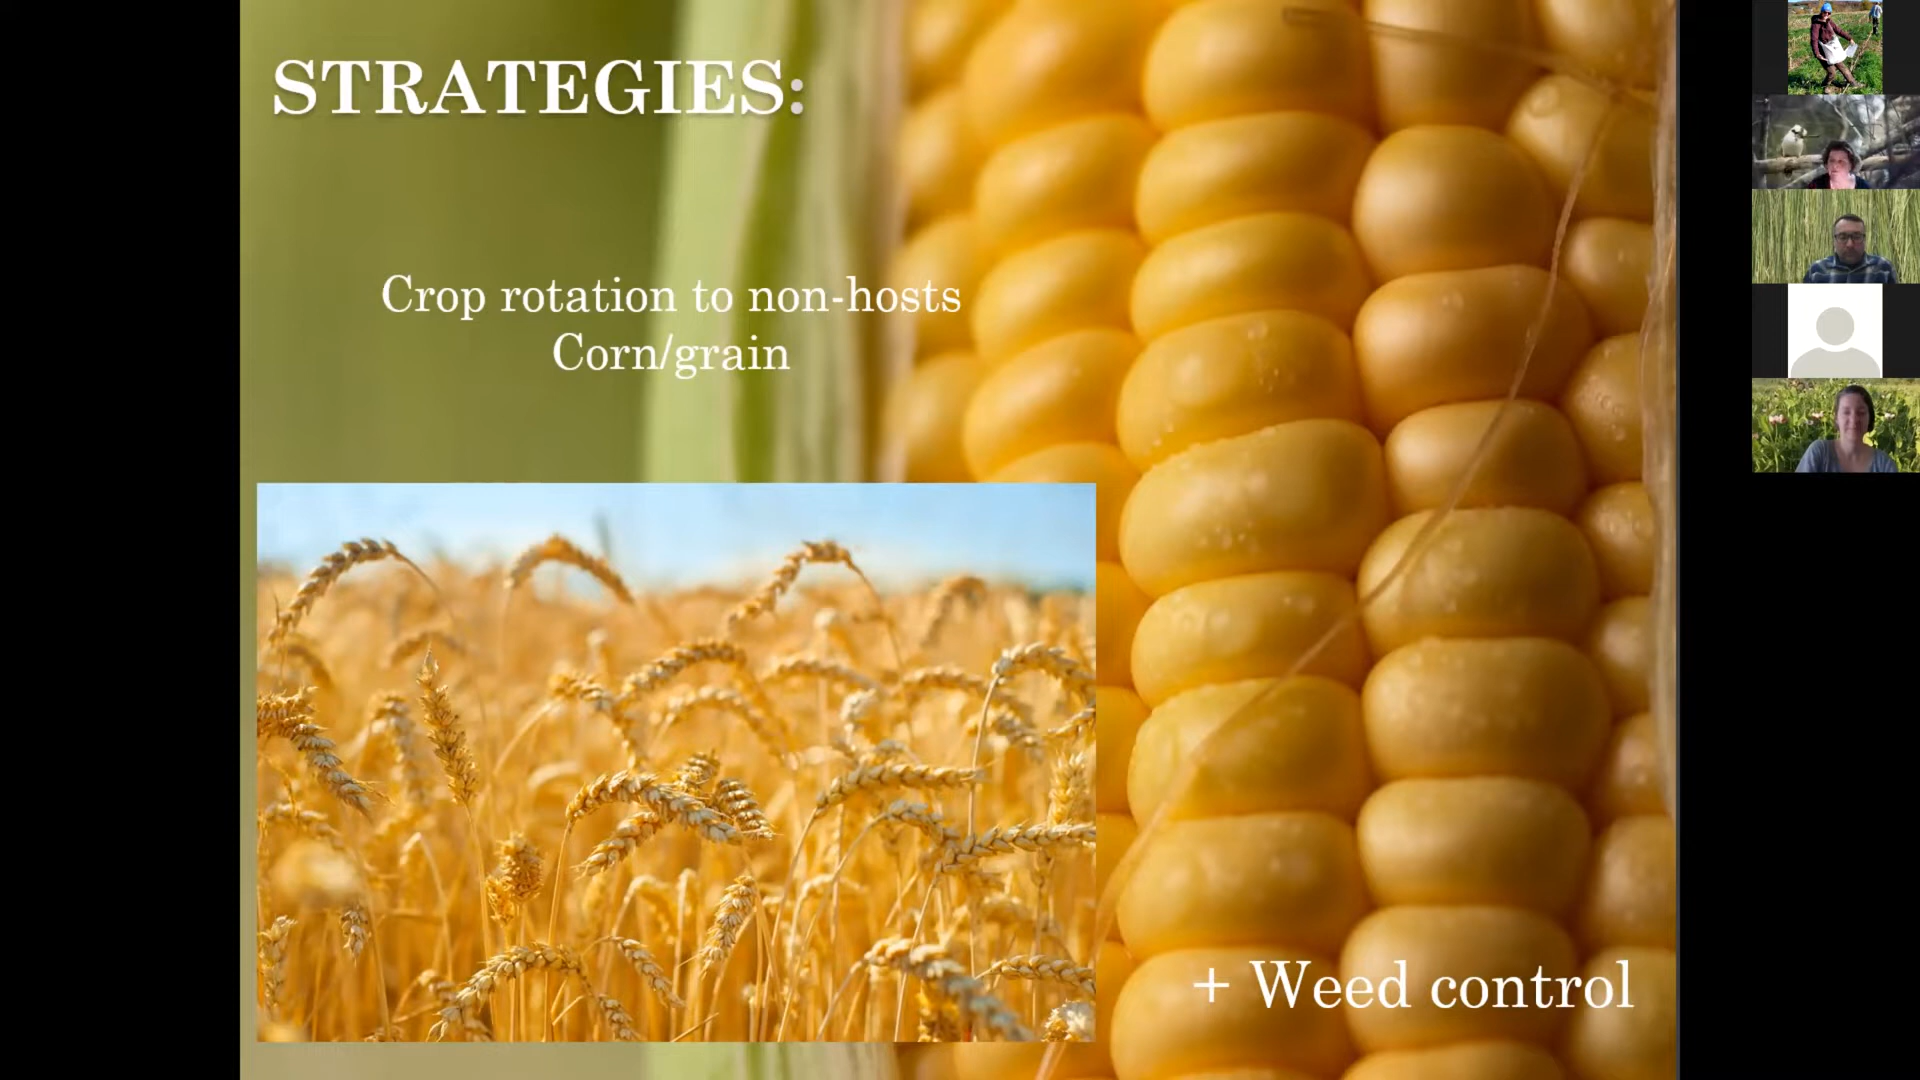 STRATEGIES:
Crop rotation to non-hosts
Corn/grain
+ Weed control